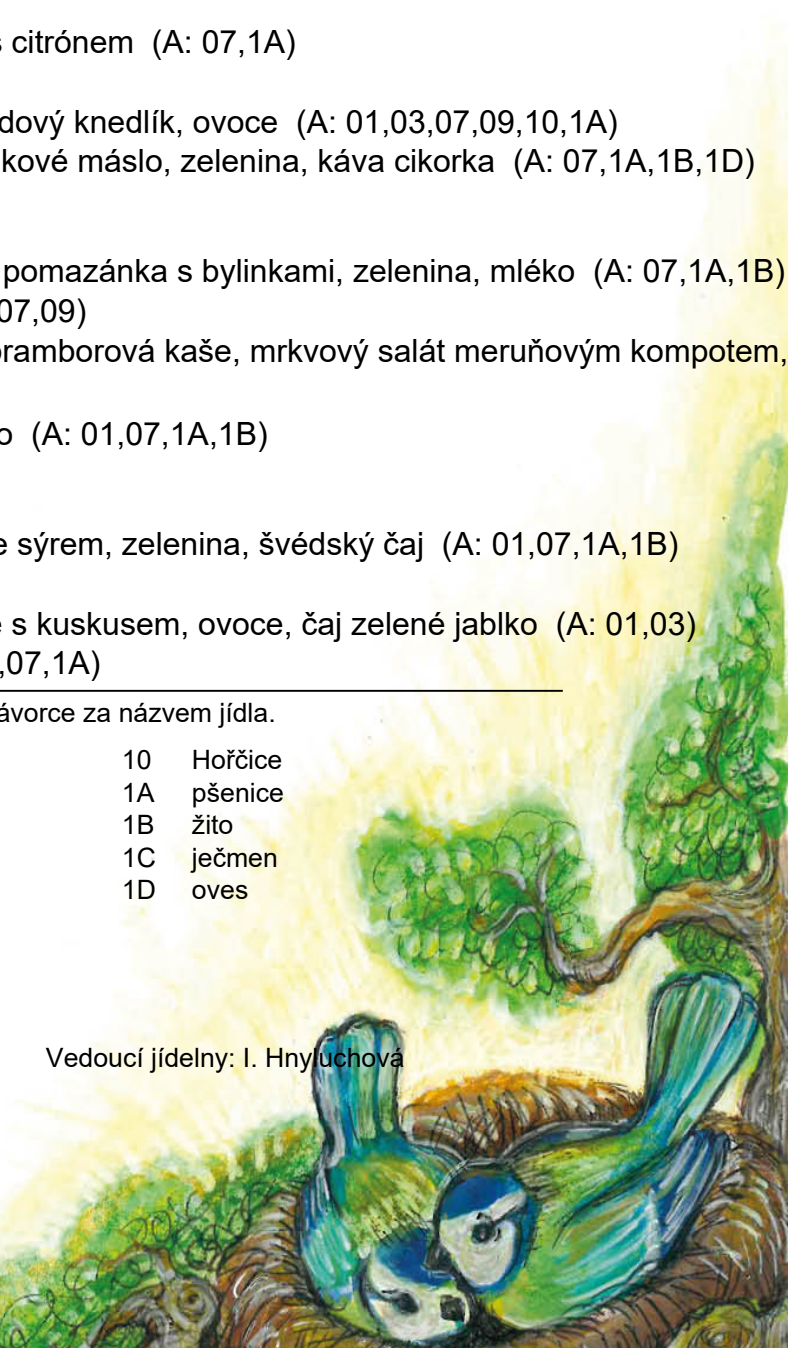 s citrónem (A: 07,1A)
dový knedlík, ovoce (A: 01,03,07,09,10,1A)
kové máslo, zelenina, káva cikorka (A: 07,1A,1B,1D)
pomazánka s bylinkami, zelenina, mléko (A: 07,1A,1B)
07,09)
bramborová kaše, mrkvový salát meruňovým kompotem,
o (A: 01,07,1A,1B)
e sýrem, zelenina, švédský čaj (A: 01,07,1A,1B)
e s kuskusem, ovoce, čaj zelené jablko (A: 01,03)
,07,1A)
ávorce za názvem jídla.
10 Hořčice
1A pšenice
1B žito
1C ječmen
1D oves
Vedoucí jídelny: I. Hnyluchová